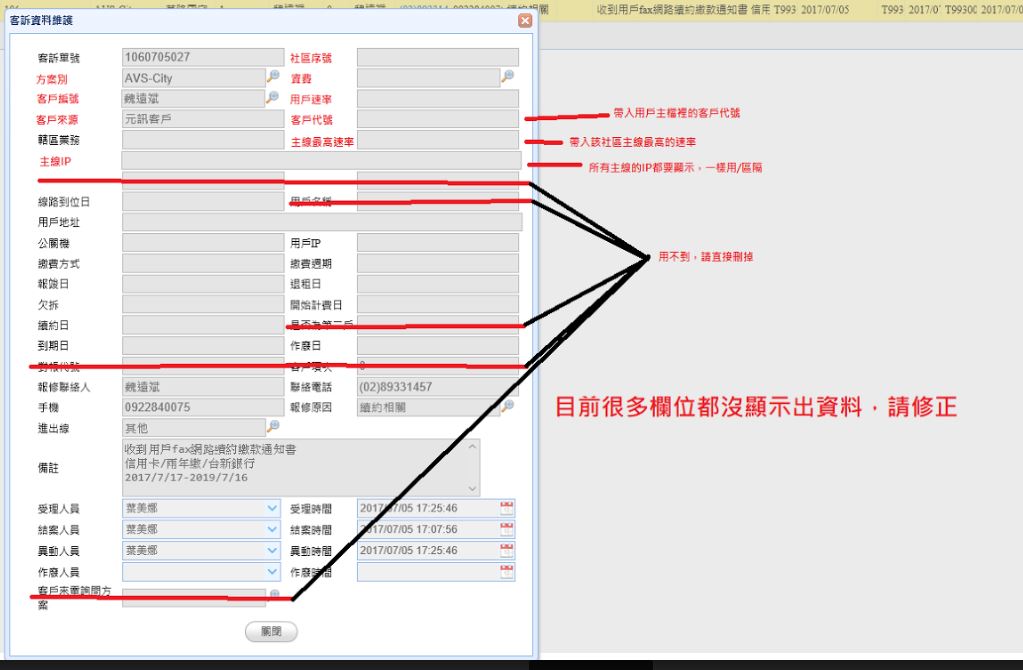 收到用戶fax網路續約繳款通知書 信用 T993 2017/07/05 T993 2017/0' T99300 2017/07/0
客訴資料維護
客訴單號 1060705027 社區序號
方案別 AVS-City 資費
客戶編號 魏遠斌 用戶速率
客戶來源 元訊客戶 客戶代號 帶入用戶主檔裡的客戶代號
轄區業務 主線最高速率 帶入該社區主線最高的速率
主線IP 所有主線的IP都要顯示，一樣用/區隔
線路到位日 用戶名稱
用戶地址
公關機 用戶IP
繳費方式 繳費週期 用不到，請直接刪掉
報竣日 退租日
欠拆 開始計費日
續約日 是否為第二戶
到期日 作廢日
對帳代號 客戶項次 0
報修聯絡人 魏遠斌 聯絡電話 (02)89331457
手機 0922840075 報修原因 續約相關
目前很多欄位都沒顯示出資料，請修正
進出線 其他
備註 收到用戶fax網路續約繳款通知書
信用卡/兩年繳/台新銀行
2017/7/17-2019/7/16
受理人員 葉美娜 受理時間 2017/07/05 17:25:46
結案人員 葉美娜 結案時間 2017/07/05 17:07:56
異動人員 葉美娜 異動時間 2017/07/05 17:25:46
作廢人員 作廢時間
客戶來電詢問方
案
關閉